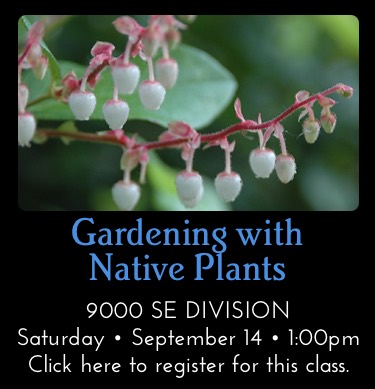 Gardening with
Native Plants
9000 SE DIVISION
Saturday • September 14 • 1:00pm
Click here to register for this class.